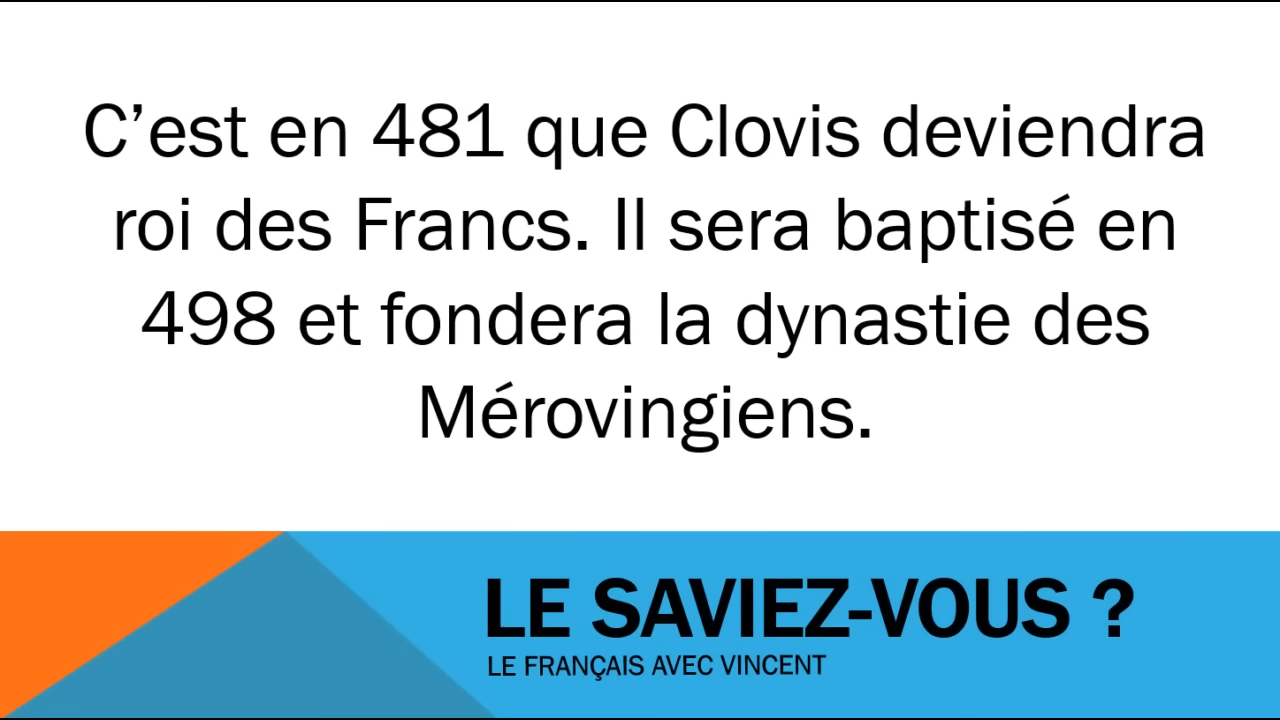 C’est en 481 que Clovis deviendra
roi des Francs. Il sera baptisé en
498 et fondera la dynastie des
Mérovingiens.
LE SAVIEZ-VOUS ?
LE FRANÇAIS AVEC VINCENT